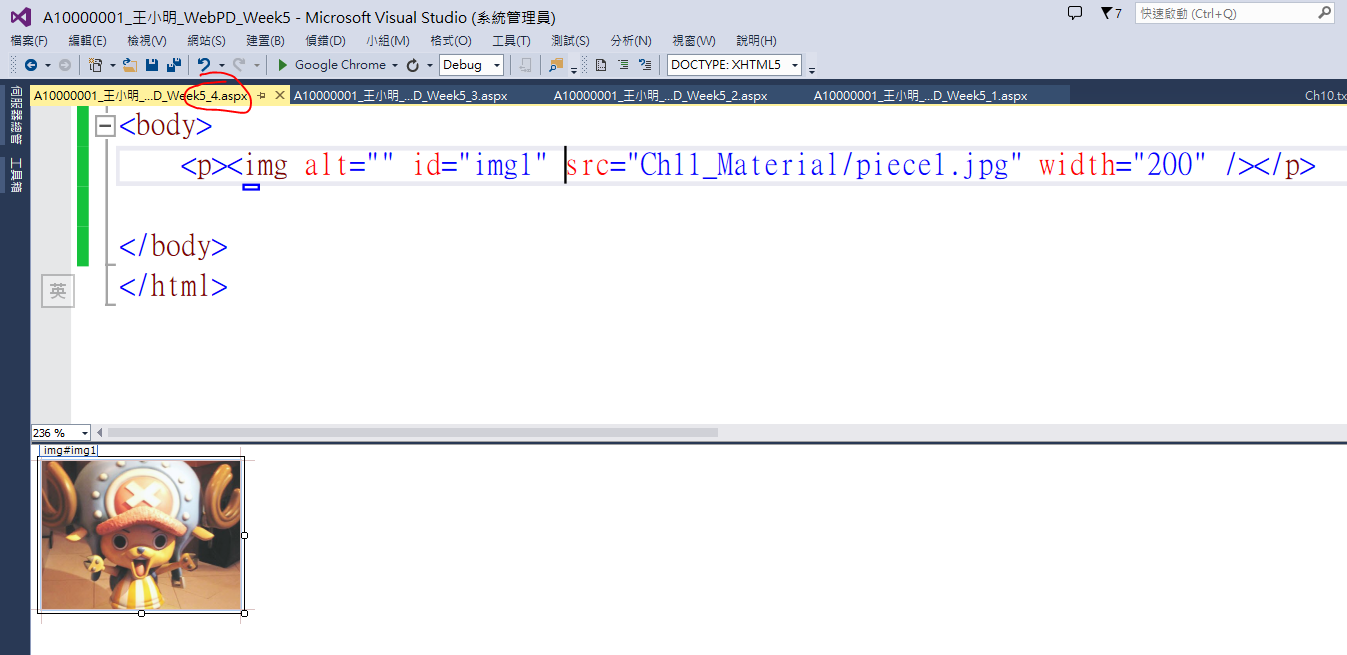 A10000001_王小明_WebPD_Week5 - Microsoft Visual Studio (系統管理員)
7
快速啟動 (Ctrl+Q)
檔案(F) 編輯(E) 檢視(V) 網站(S) 建置(B) 偵錯(D) 小組(M) 格式(O) 工具(T) 測試(S) 分析(N) 視窗(W) 說明(H)
Google Chrome Debug DOCTYPE: XHTML5
伺服器總管
工具箱
A10000001_王小明_...D_Week5_4.aspx A10000001_王小明_...D_Week5_3.aspx A10000001_王小明_...D_Week5_2.aspx A10000001_王小明_...D_Week5_1.aspx Ch10.tx
<body>
<p><img alt="" id="img1" src="Ch11_Material/piece1.jpg" width="200" /></p>
</body>
</html>
英
236 %
img#img1